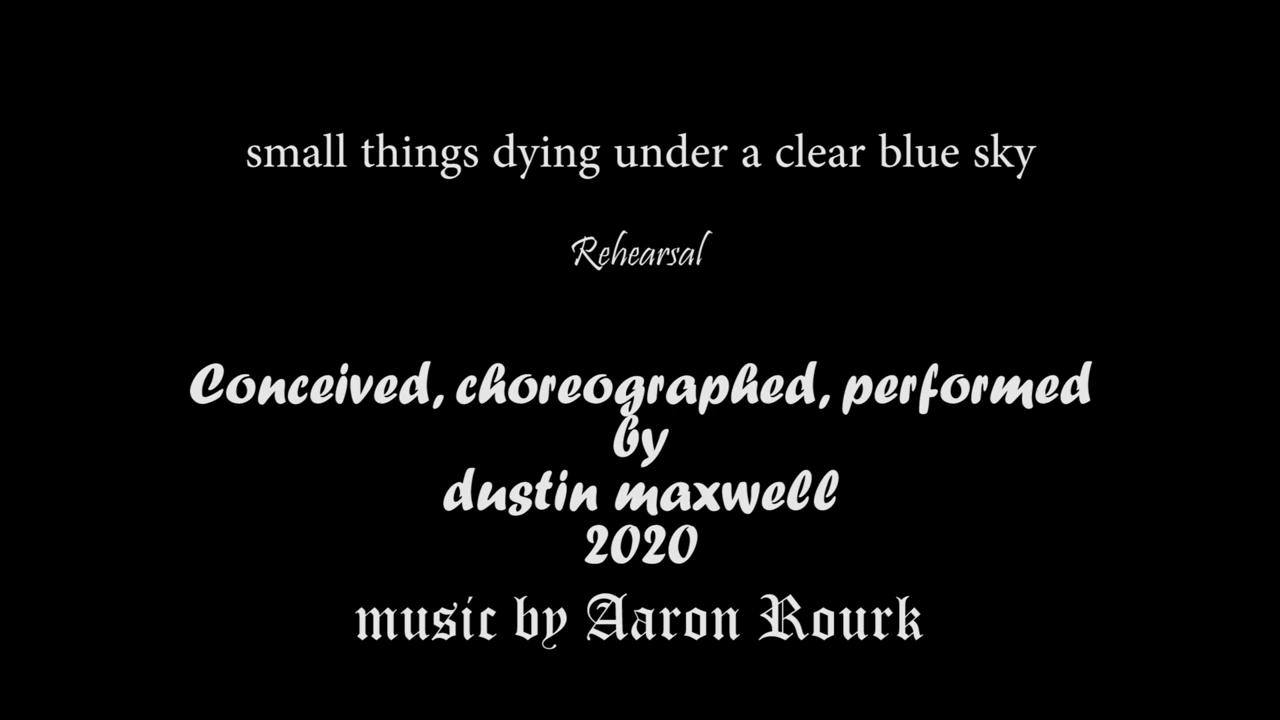 small things dying under a clear blue sky
Rehearsal
Conceived, choreographed, performed
by
dustin maxwell
2020
music by Aaron Rourk